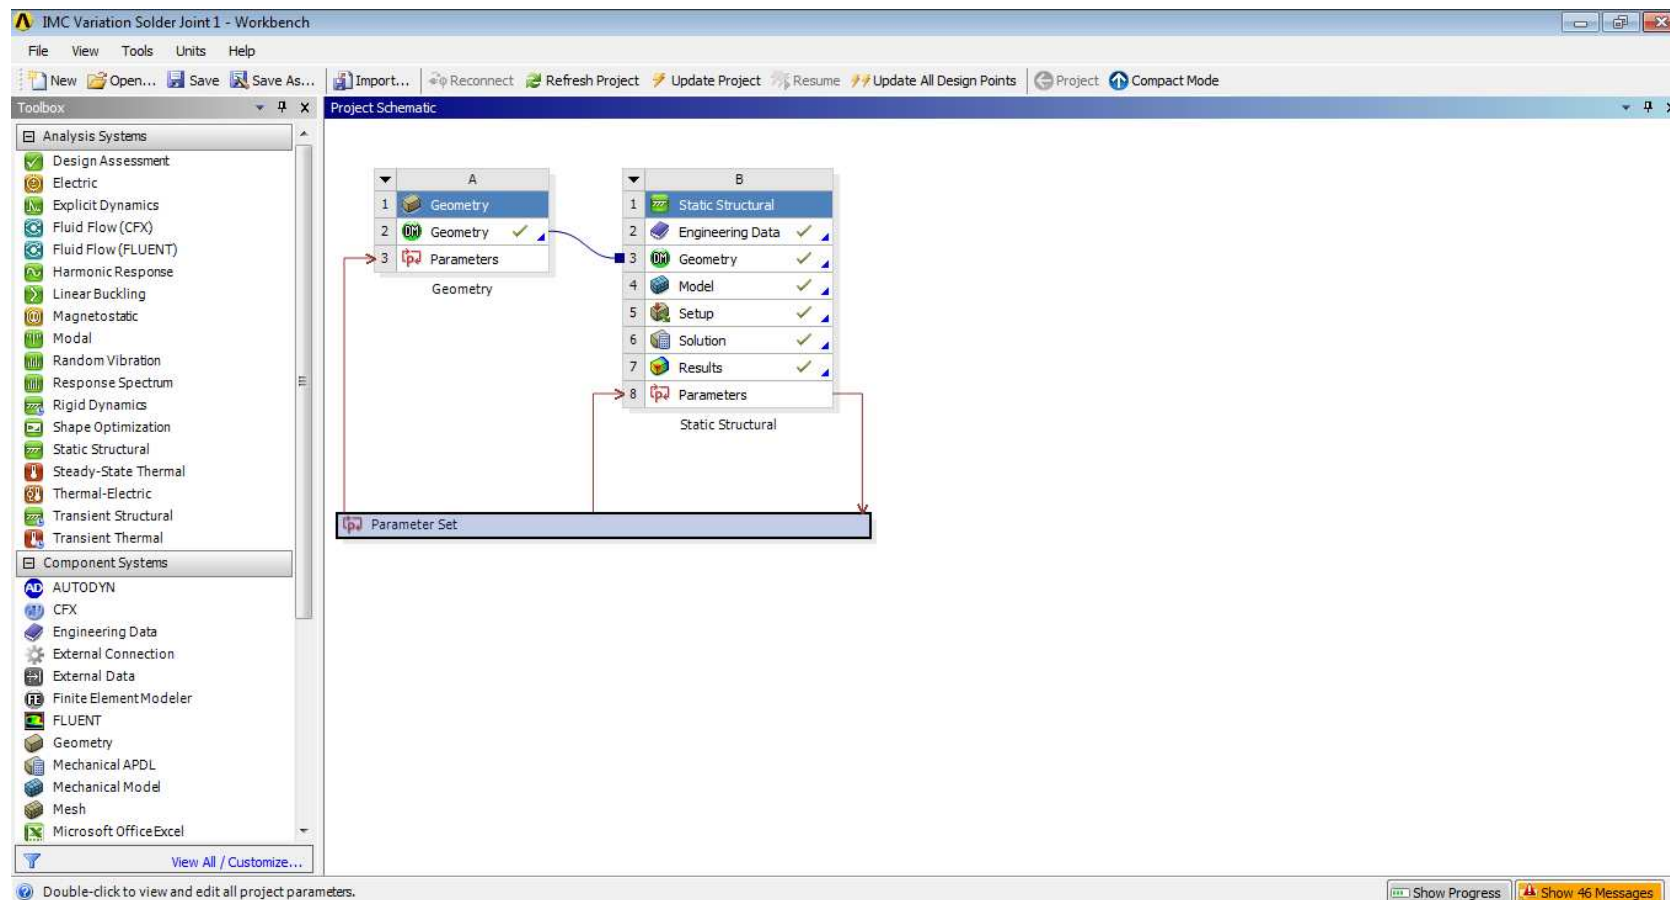 IMC Variation Solder Joint 1 - Workbench
File View Tools Units Help
New Open... Save Save As... Import... Reconnect Refresh Project Update Project Resume Update All Design Points Project Compact Mode
Toolbox
Project Schematic
Analysis Systems
Design Assessment
Electric
Explicit Dynamics
Fluid Flow (CFX)
Fluid Flow (FLUENT)
Harmonic Response
Linear Buckling
Magnetostatic
Modal
Random Vibration
Response Spectrum
Rigid Dynamics
Shape Optimization
Static Structural
Steady-State Thermal
Thermal-Electric
Transient Structural
Transient Thermal
Component Systems
AUTODYN
CFX
Engineering Data
External Connection
External Data
Finite Element Modeler
FLUENT
Geometry
Mechanical APDL
Mechanical Model
Mesh
Microsoft Office Excel
View All / Customize...
A
1 Geometry
2 Geometry
3 Parameters
Geometry
B
1 Static Structural
2 Engineering Data
3 Geometry
4 Model
5 Setup
6 Solution
7 Results
8 Parameters
Static Structural
Parameter Set
Double-click to view and edit all project parameters.
Show Progress
Show 46 Messages